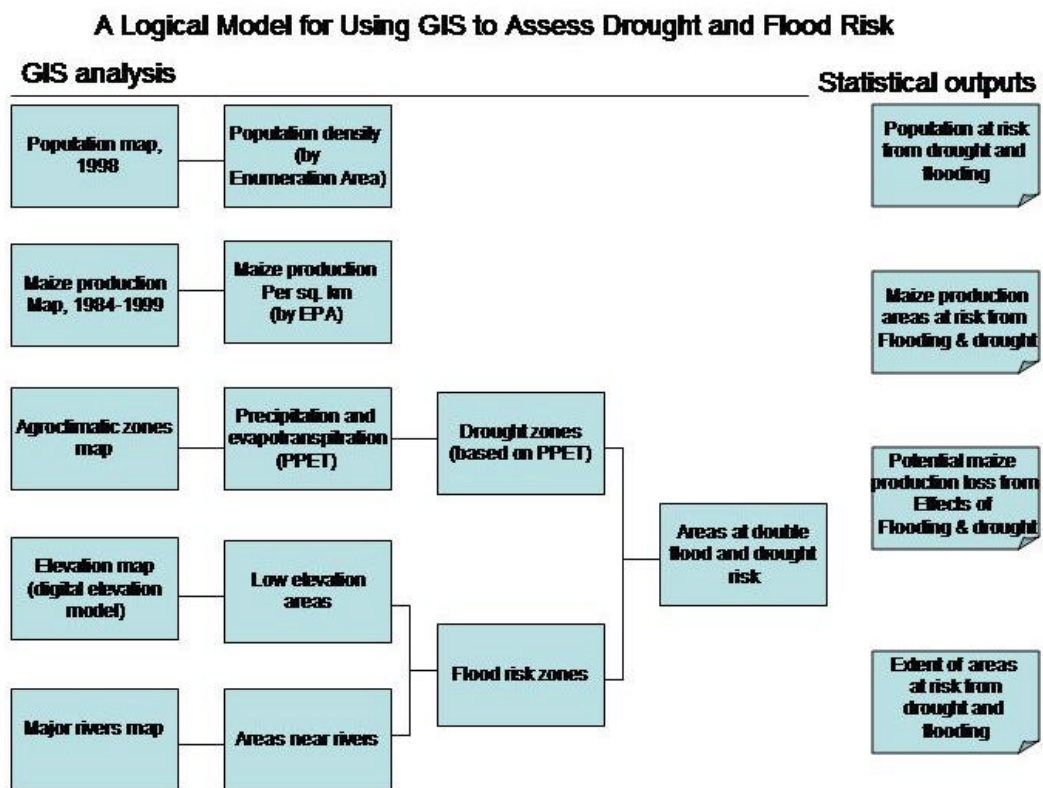 A Logical Model for Using GIS to Assess Drought and Flood Risk
GIS analysis
Statistical outputs
Population map,
1998
Population density
(by
Enumeration Area)
Population at risk
from drought and
flooding
Maize production
Map, 1984-1999
Maize production
Per sq. km
(by EPA)
Maize production
areas at risk from
Flooding & drought
Agroclimatic zones
map
Precipitation and
evapotranspiration
(PPET)
Drought zones
(based on PPET)
Potential maize
production loss from
Effects of
Flooding & drought
Areas at double
flood and drought
risk
Elevation map
(digital elevation
model)
Low elevation
areas
Flood risk zones
Extent of areas
at risk from
drought and
flooding
Major rivers map
Areas near rivers